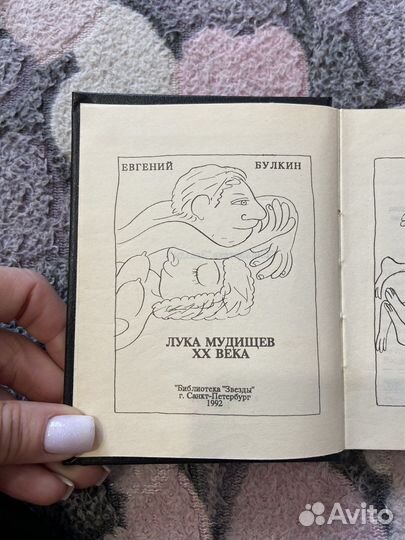 ЕВГЕНИЙ БУЛКИН
ЛУКА МУДИЩЕВ
XX ВЕКА
"Библиотека "Звезды"
г. Санкт-Петербург
1992
Avito